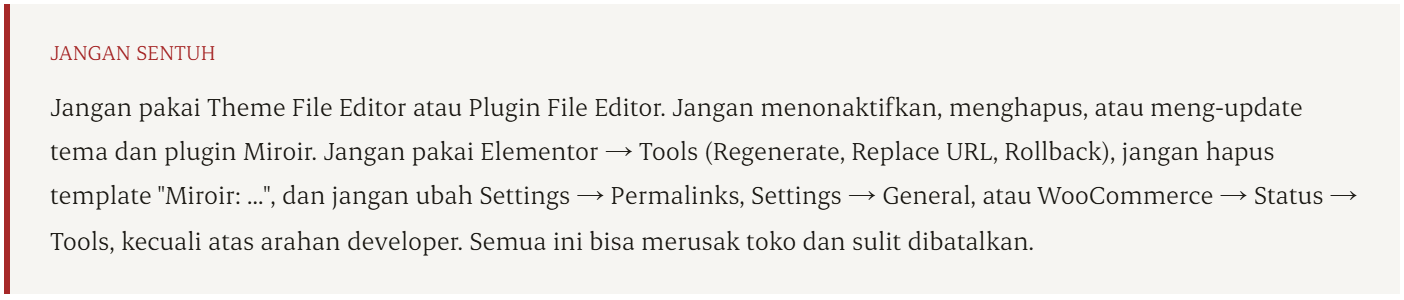 JANGAN SENTUH
Jangan pakai Theme File Editor atau Plugin File Editor. Jangan menonaktifkan, menghapus, atau meng-update
tema dan plugin Miroir. Jangan pakai Elementor → Tools (Regenerate, Replace URL, Rollback), jangan hapus
template "Miroir: ...", dan jangan ubah Settings → Permalinks, Settings → General, atau WooCommerce → Status →
Tools, kecuali atas arahan developer. Semua ini bisa merusak toko dan sulit dibatalkan.